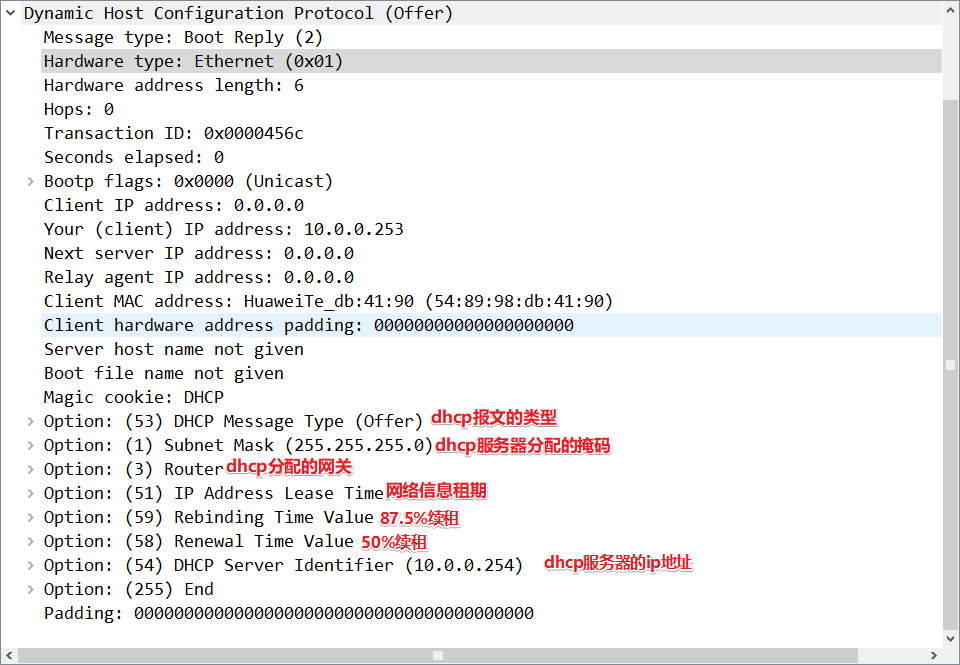 Dynamic Host Configuration Protocol (Offer)
Message type: Boot Reply (2)
Hardware type: Ethernet (0x01)
Hardware address length: 6
Hops: 0
Transaction ID: 0x0000456c
Seconds elapsed: 0
Bootp flags: 0x0000 (Unicast)
Client IP address: 0.0.0.0
Your (client) IP address: 10.0.0.253
Next server IP address: 0.0.0.0
Relay agent IP address: 0.0.0.0
Client MAC address: HuaweiTe_db:41:90 (54:89:98:db:41:90)
Client hardware address padding: 00000000000000000000
Server host name not given
Boot file name not given
Magic cookie: DHCP
Option: (53) DHCP Message Type (Offer) dhcp报文的类型
Option: (1) Subnet Mask (255.255.255.0) dhcp服务器分配的掩码
Option: (3) Router dhcp分配的网关
Option: (51) IP Address Lease Time 网络信息租期
Option: (59) Rebinding Time Value 87.5%续租
Option: (58) Renewal Time Value 50%续租
Option: (54) DHCP Server Identifier (10.0.0.254) dhcp服务器的ip地址
Option: (255) End
Padding: 0000000000000000000000000000000000000000